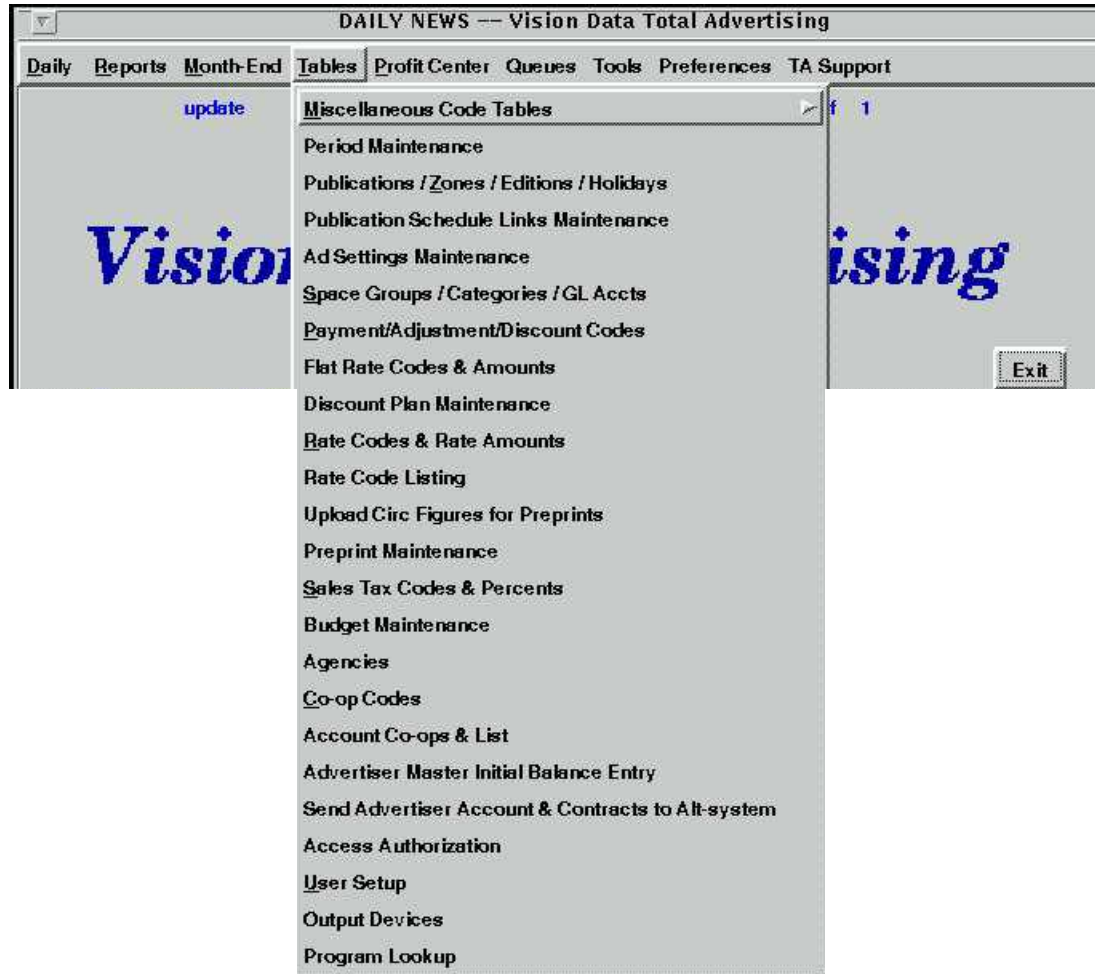 DAILY NEWS -- Vision Data Total Advertising
Daily Reports Month-End Tables Profit Center Queues Tools Preferences TA Support
update Miscellaneous Code Tables f 1
Period Maintenance
Publications / Zones / Editions / Holidays
Publication Schedule Links Maintenance
Visio ising
Ad Settings Maintenance
Space Groups / Categories / GL Accts
Payment/Adjustment/Discount Codes
Flat Rate Codes & Amounts
Exit
Discount Plan Maintenance
Rate Codes & Rate Amounts
Rate Code Listing
Upload Circ Figures for Preprints
Preprint Maintenance
Sales Tax Codes & Percents
Budget Maintenance
Agencies
Co-op Codes
Account Co-ops & List
Advertiser Master Initial Balance Entry
Send Advertiser Account & Contracts to Alt-system
Access Authorization
User Setup
Output Devices
Program Lookup